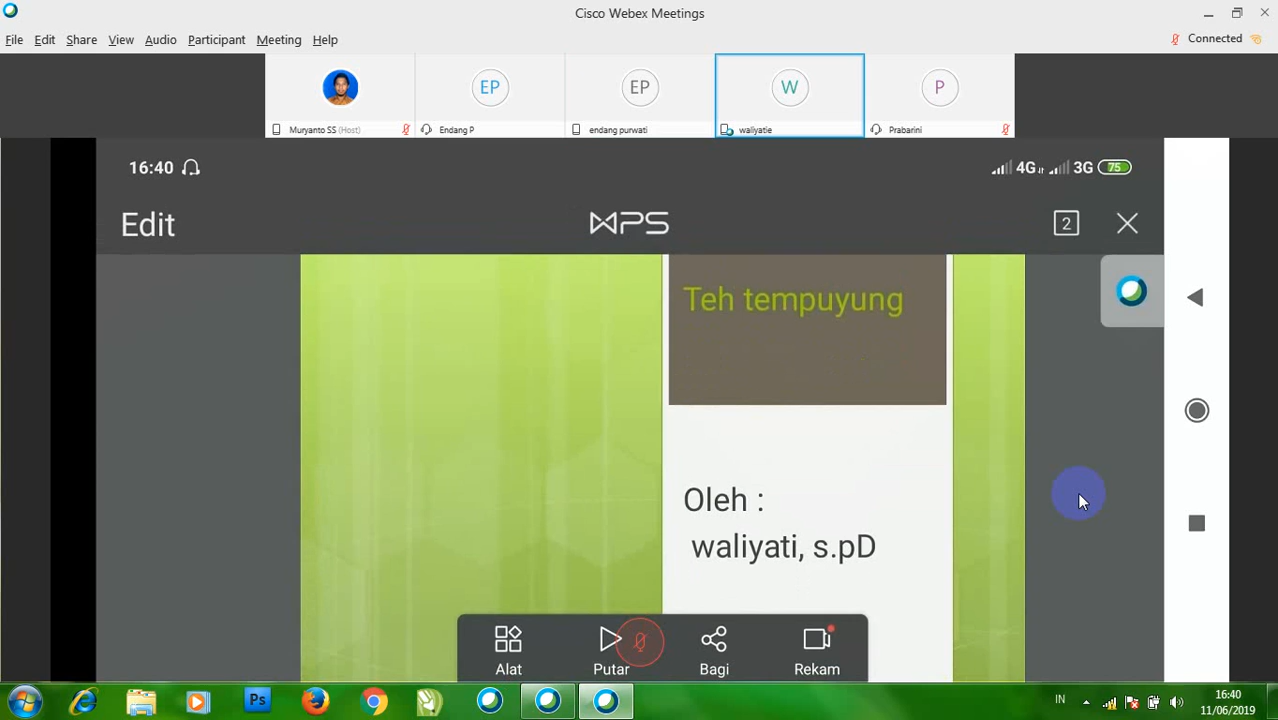 Cisco Webex Meetings
File Edit Share View Audio Participant Meeting Help
Connected
EP
EP
W
P
Muryanto SS (Host)
Endang P
endang purwati
waliyatie
Prabarini
16:40
4G
3G
75
Edit
WPS
2
Teh tempuyung
Oleh :
waliyati, s.pD
Alat
Putar
Bagi
Rekam
Ps
IN
16:40
11/06/2019